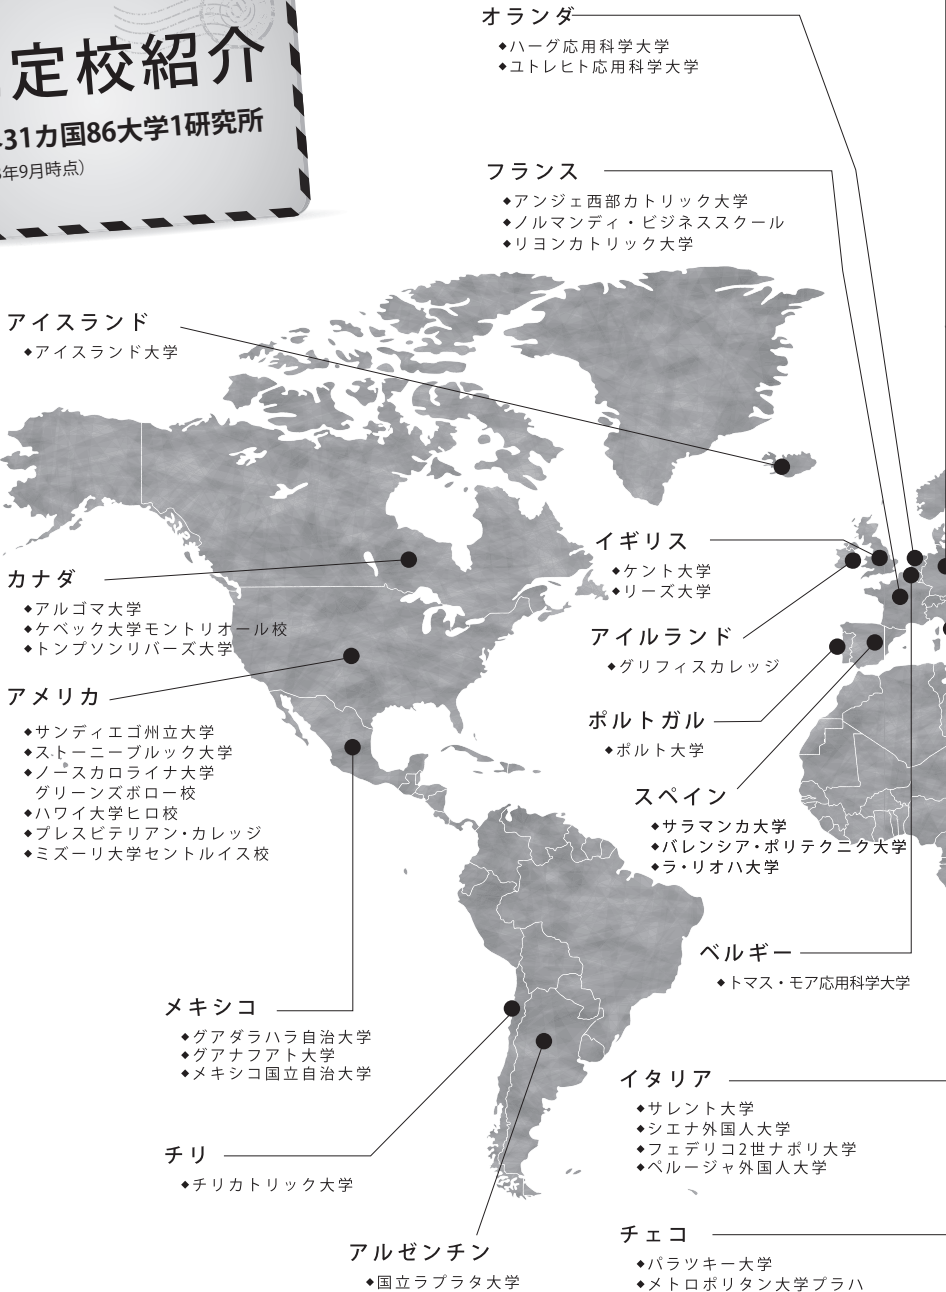 定校紹介
31カ国86大学1研究所
年9月時点）
オランダ
◆ハーグ応用科学大学
◆ユトレヒト応用科学大学
フランス
◆アンジェ西部カトリック大学
◆ノルマンディ・ビジネススクール
◆リヨンカトリック大学
アイスランド
◆アイスランド大学
イギリス
◆ケント大学
◆リーズ大学
カナダ
◆アルゴマ大学
◆ケベック大学モントリオール校
◆トンプソンリバーズ大学
アイルランド
◆グリフィスカレッジ
アメリカ
◆サンディエゴ州立大学
◆ストーニーブルック大学
◆ノースカロライナ大学
グリーンズボロー校
◆ハワイ大学ヒロ校
◆プレスビテリアン・カレッジ
◆ミズーリ大学セントルイス校
ポルトガル
◆ポルト大学
スペイン
◆サラマンカ大学
◆バレンシア・ポリテクニク大学
◆ラ・リオハ大学
ベルギー
◆トマス・モア応用科学大学
メキシコ
◆グアダラハラ自治大学
◆グアナフアト大学
◆メキシコ国立自治大学
イタリア
◆サレント大学
◆シエナ外国人大学
◆フェデリコ2世ナポリ大学
◆ペルージャ外国人大学
チリ
◆チリカトリック大学
アルゼンチン
◆国立ラプラタ大学
チェコ
◆パラツキー大学
◆メトロポリタン大学プラハ